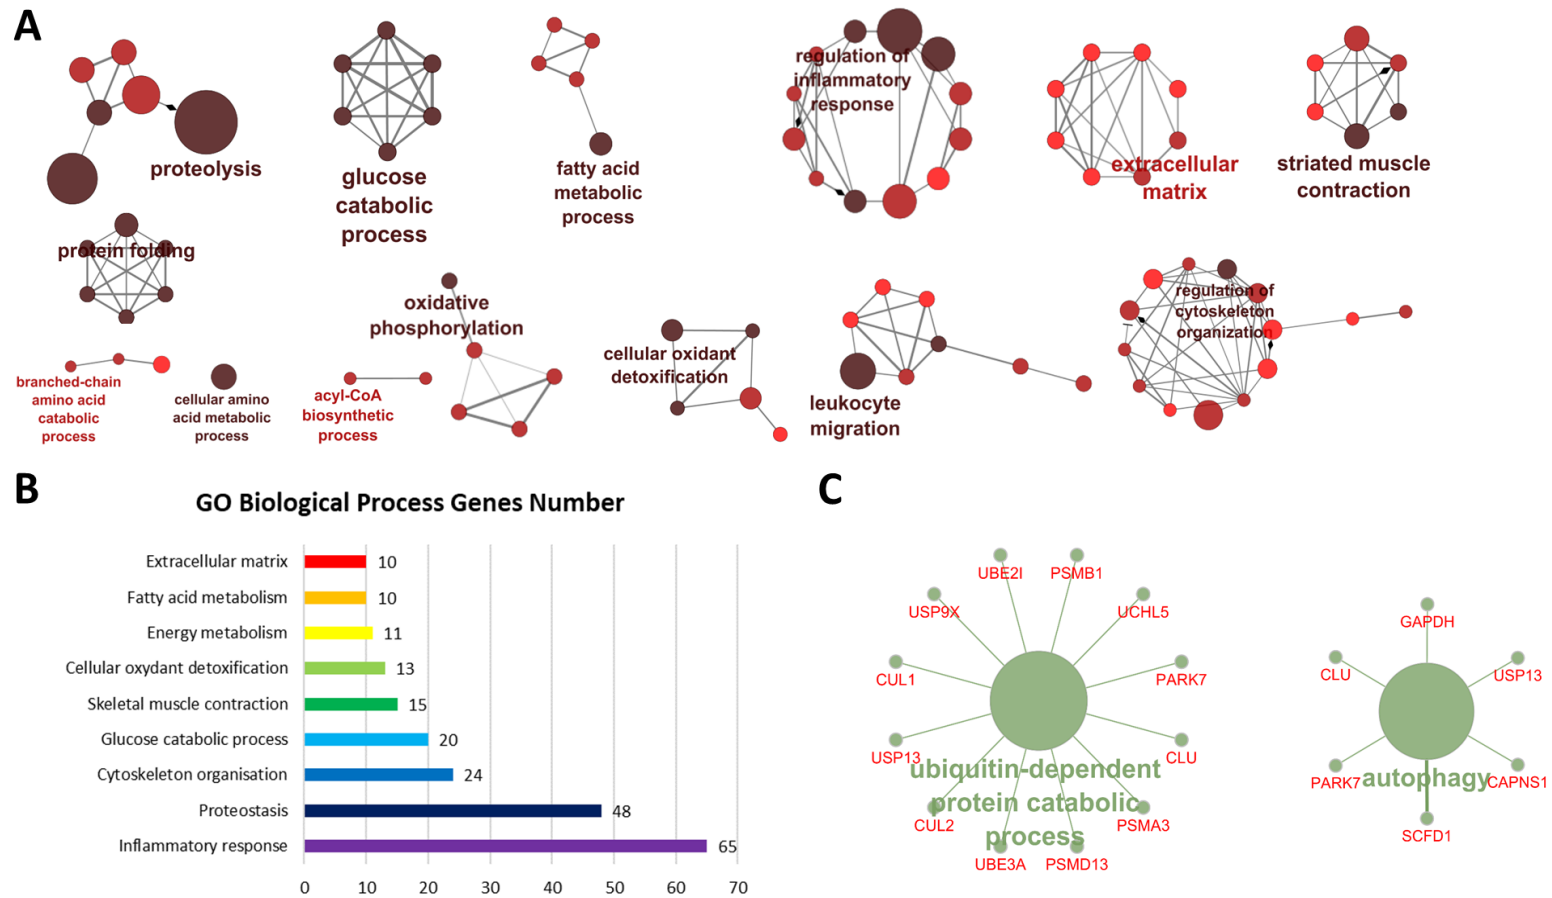 A
proteolysis
glucose
catabolic
process
fatty acid
metabolic
process
regulation of
inflammatory
response
extracellular
matrix
striated muscle
contraction
protein folding
oxidative
phosphorylation
cellular oxidant
detoxification
leukocyte
migration
regulation of
cytoskeleton
organization
branched-chain
amino acid
catabolic
process
cellular amino
acid metabolic
process
acyl-CoA
biosynthetic
process
B
GO Biological Process Genes Number
Extracellular matrix 10
Fatty acid metabolism 10
Energy metabolism 11
Cellular oxydant detoxification 13
Skeletal muscle contraction 15
Glucose catabolic process 20
Cytoskeleton organisation 24
Proteostasis 48
Inflammatory response 65
0 10 20 30 40 50 60 70
C
UBE2I PSMB1
USP9X UCHL5
CUL1 PARK7
USP13 CLU
ubiquitin-dependent
protein catabolic
process
CUL2 PSMA3
UBE3A PSMD13
GAPDH
CLU USP13
PARK7 autophagy CAPNS1
SCFD1